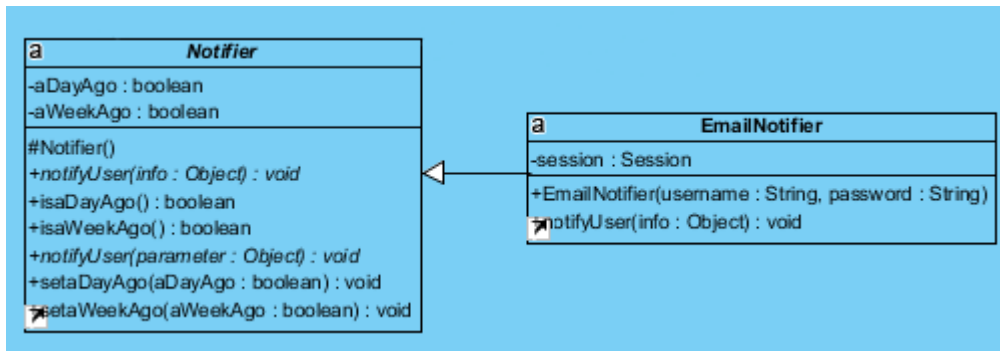 a
Notifier
-aDayAgo : boolean
-aWeekAgo : boolean
#Notifier()
+notifyUser(info : Object) : void
+isaDayAgo() : boolean
+isaWeekAgo() : boolean
+notifyUser(parameter : Object) : void
+setaDayAgo(aDayAgo : boolean) : void
+setaWeekAgo(aWeekAgo : boolean) : void
a
EmailNotifier
-session : Session
+EmailNotifier(username : String, password : String)
+notifyUser(info : Object) : void